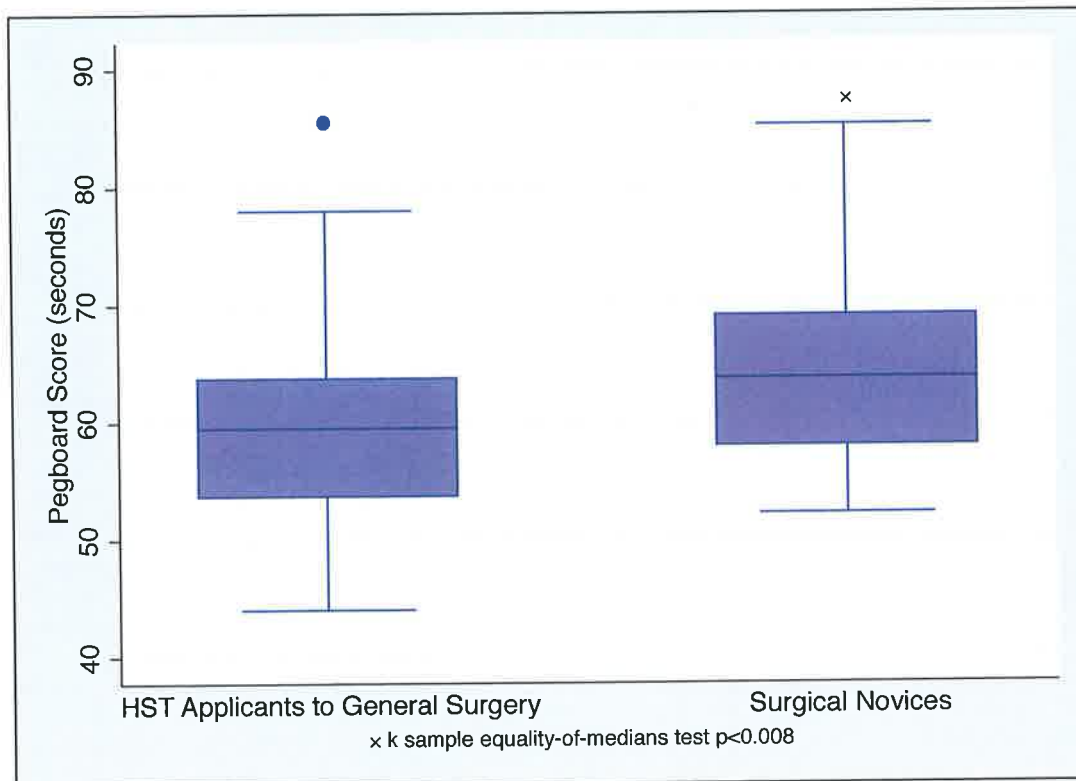 90
80
70
60
50
40
Pegboard Score (seconds)
×
HST Applicants to General Surgery
Surgical Novices
× k sample equality-of-medians test p<0.008